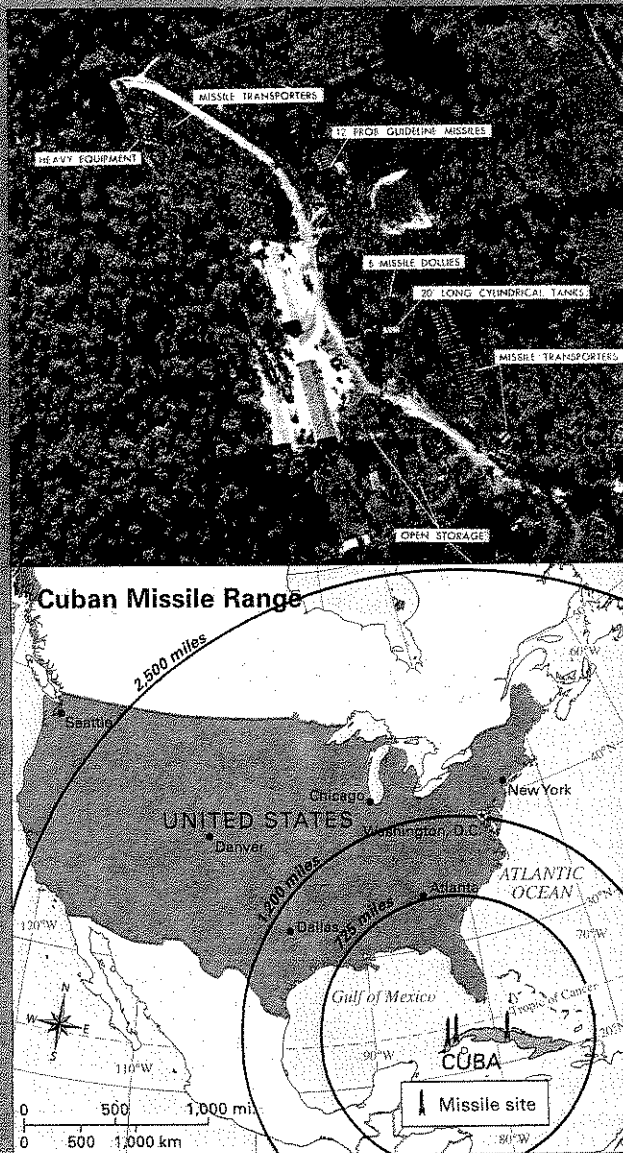 MISSILE TRANSPORTERS
12 PROB GUIDELINE MISSILES
HEAVY EQUIPMENT
5 MISSILE DOLLIES
20' LONG CYLINDRICAL TANKS
MISSILE TRANSPORTERS
OPEN STORAGE
Cuban Missile Range
2,500 miles
60°W
Seattle
40°N
New York
Chicago
UNITED STATES
Washington, D.C.
Denver
ATLANTIC
OCEAN
1,200 miles
Atlanta
30°N
120°W
Dallas
725 miles
70°W
Gulf of Mexico
Tropic of Cancer
N
W E
S
20°N
110°W
90°W
CUBA
0 500 1,000 mi.
0 500 1,000 km
Missile site
80°W